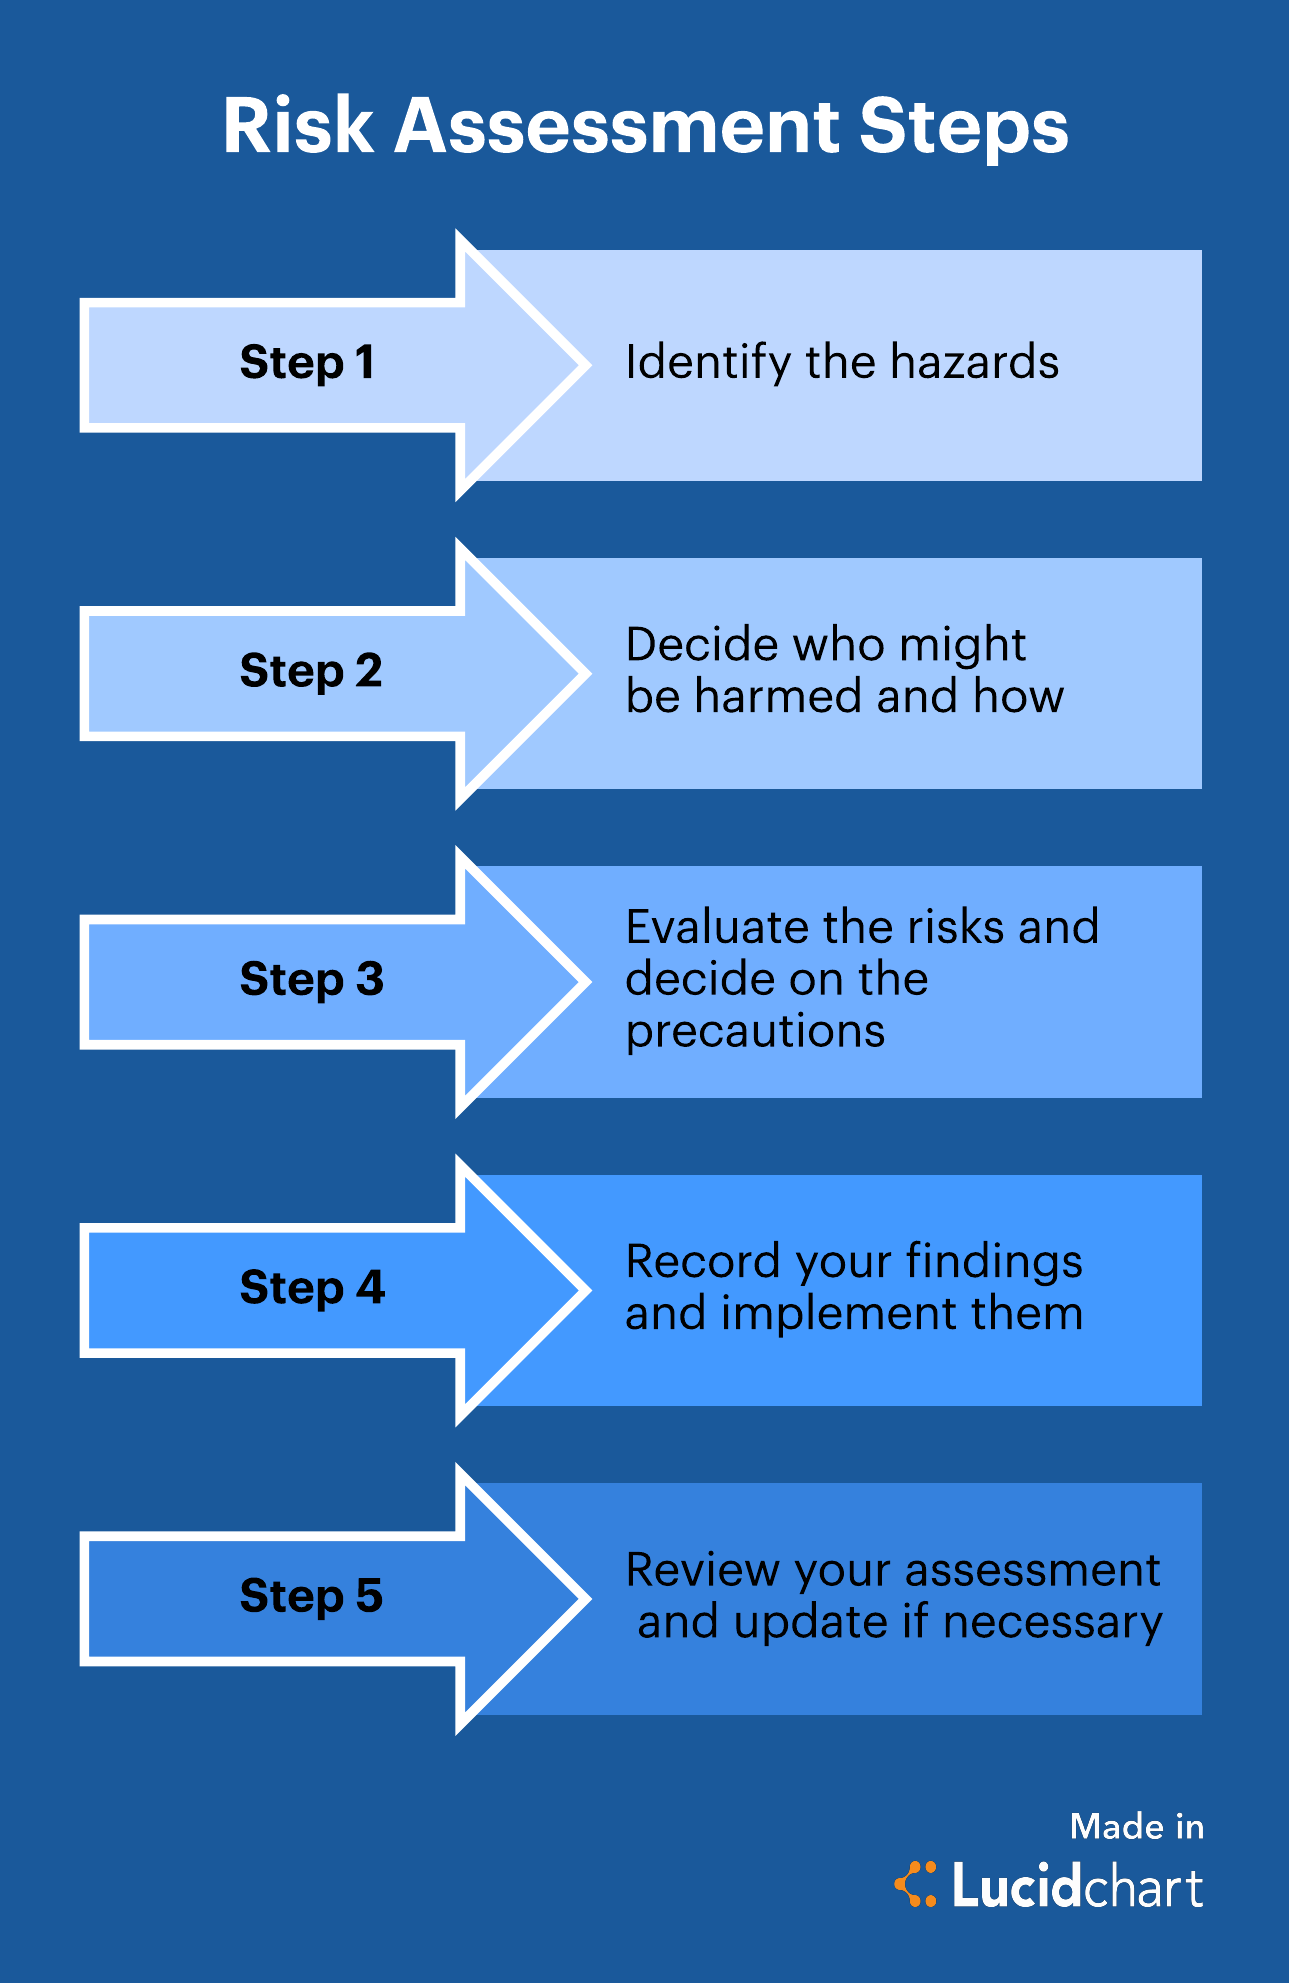 Risk Assessment Steps
Step 1
Identify the hazards
Step 2
Decide who might
be harmed and how
Step 3
Evaluate the risks and
decide on the
precautions
Step 4
Record your findings
and implement them
Step 5
Review your assessment
and update if necessary
Made in
Lucidchart